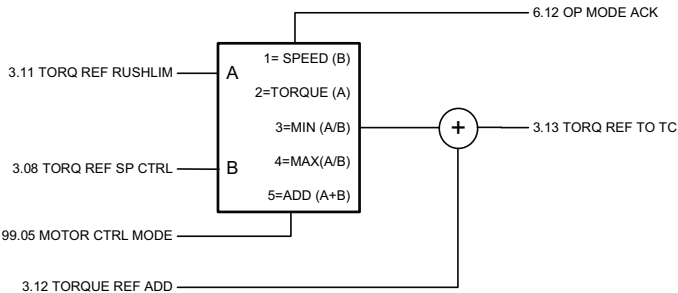 6.12 OP MODE ACK
1= SPEED (B)
3.11 TORQ REF RUSHLIM
A
2=TORQUE (A)
3=MIN (A/B)
+
3.13 TORQ REF TO TC
3.08 TORQ REF SP CTRL
B
4=MAX(A/B)
5=ADD (A+B)
99.05 MOTOR CTRL MODE
3.12 TORQUE REF ADD